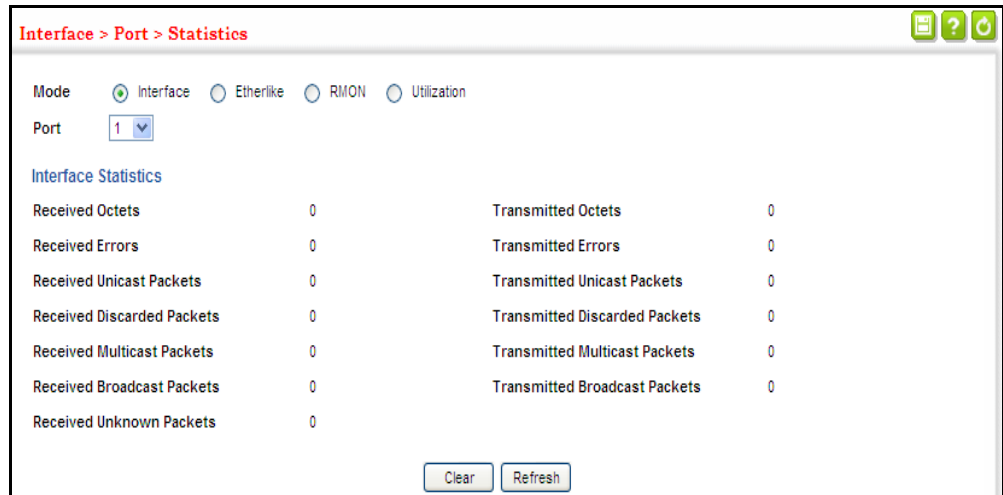 Interface > Port > Statistics
?
Mode Interface Etherlike RMON Utilization
Port 1
Interface Statistics
Received Octets 0 Transmitted Octets 0
Received Errors 0 Transmitted Errors 0
Received Unicast Packets 0 Transmitted Unicast Packets 0
Received Discarded Packets 0 Transmitted Discarded Packets 0
Received Multicast Packets 0 Transmitted Multicast Packets 0
Received Broadcast Packets 0 Transmitted Broadcast Packets 0
Received Unknown Packets 0
Clear Refresh